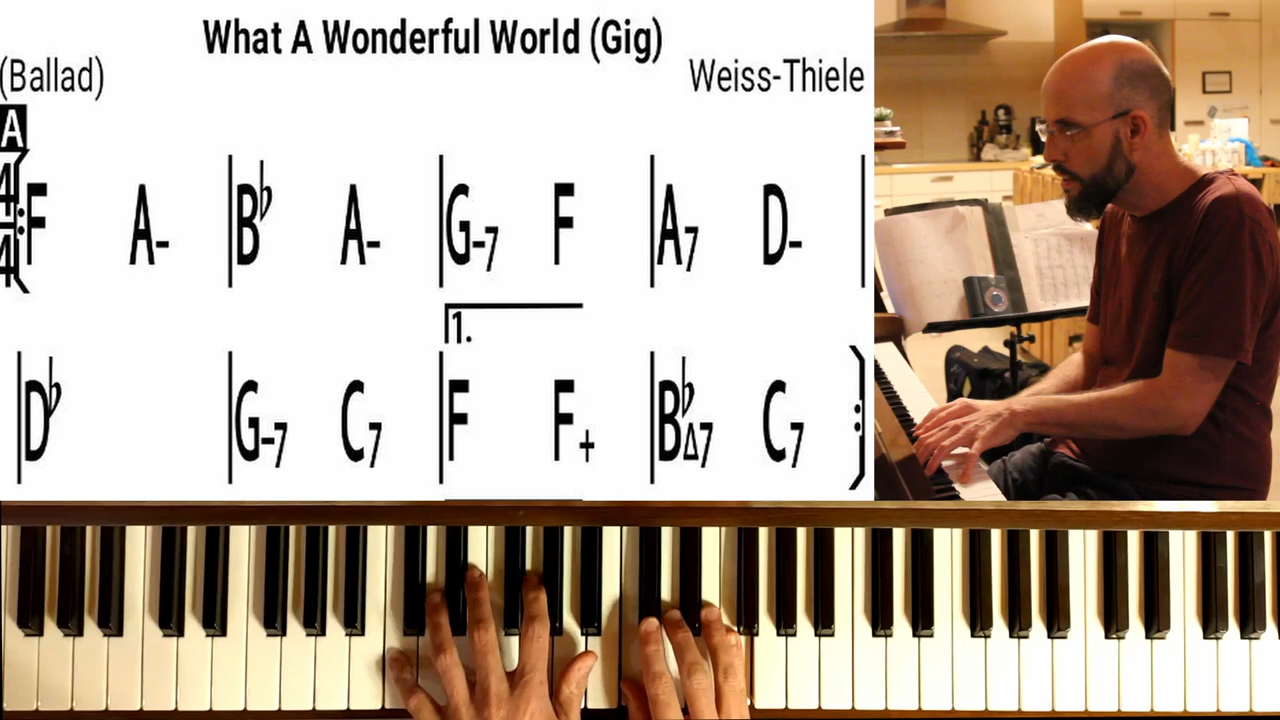 What A Wonderful World (Gig)
(Ballad) Weiss-Thiele
A
4 F A- B♭ A- G-7 F A7 D-
4
1.
D♭ G-7 C7 F F+ B♭Δ7 C7